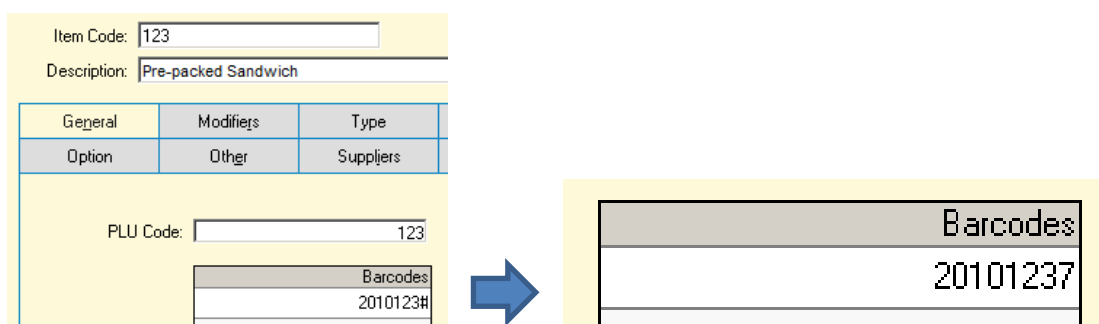 Item Code: 123
Description: Pre-packed Sandwich
General Modifiers Type
Option Other Suppliers
PLU Code: 123
Barcodes
2010123#
Barcodes
20101237